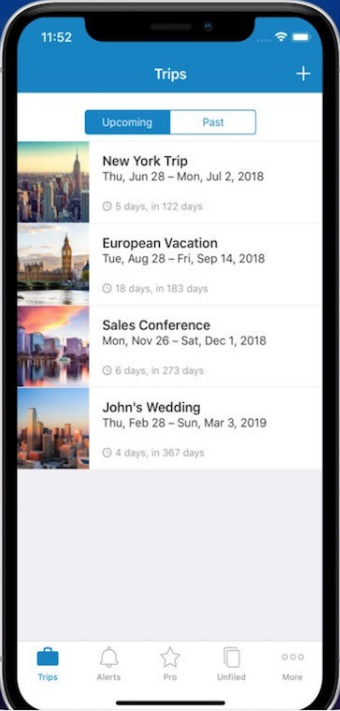 11:52
Trips
+
Upcoming
Past
New York Trip
Thu, Jun 28 – Mon, Jul 2, 2018
5 days, in 122 days
European Vacation
Tue, Aug 28 – Fri, Sep 14, 2018
18 days, in 183 days
Sales Conference
Mon, Nov 26 – Sat, Dec 1, 2018
6 days, in 273 days
John's Wedding
Thu, Feb 28 – Sun, Mar 3, 2019
4 days, in 367 days
Trips
Alerts
Pro
Unfiled
More